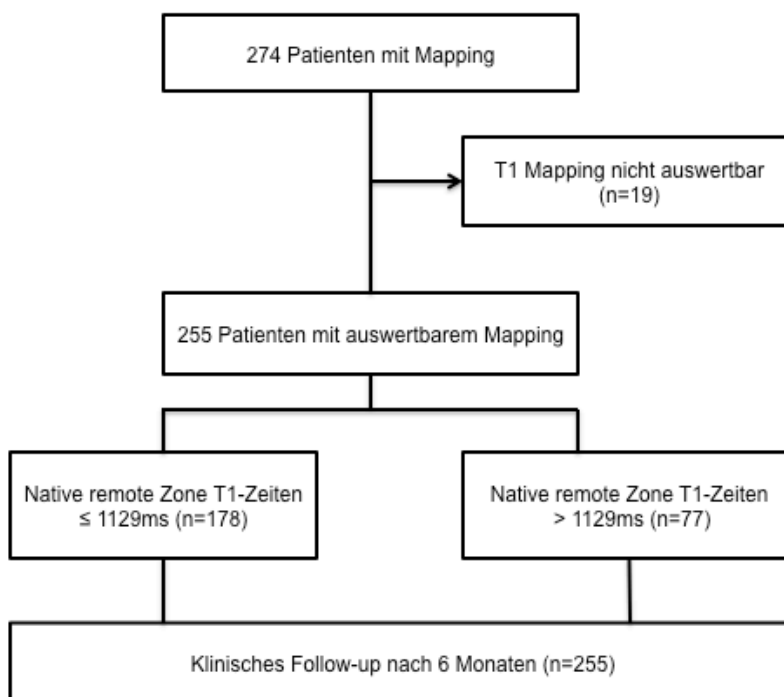 274 Patienten mit Mapping
T1 Mapping nicht auswertbar
(n=19)
255 Patienten mit auswertbarem Mapping
Native remote Zone T1-Zeiten
≤ 1129ms (n=178)
Native remote Zone T1-Zeiten
> 1129ms (n=77)
Klinisches Follow-up nach 6 Monaten (n=255)